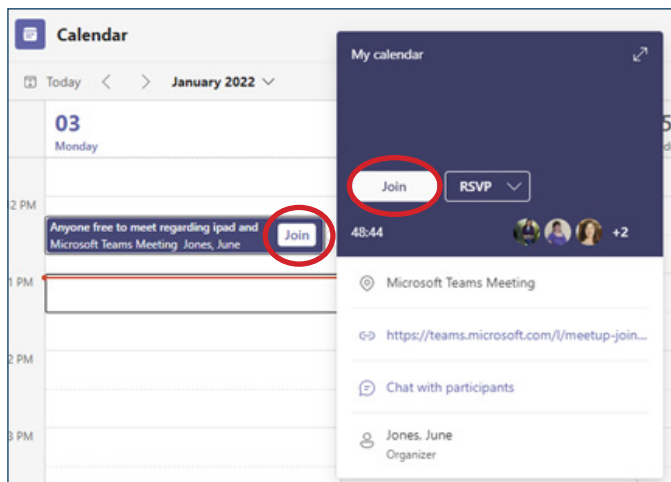 Calendar
Today
January 2022
03
Monday
2 PM
Anyone free to meet regarding ipad and
Microsoft Teams Meeting Jones, June
Join
1 PM
2 PM
3 PM
My calendar
Join
RSVP
48:44
+2
Microsoft Teams Meeting
https://teams.microsoft.com/l/meetup-join...
Chat with participants
Jones, June
Organizer